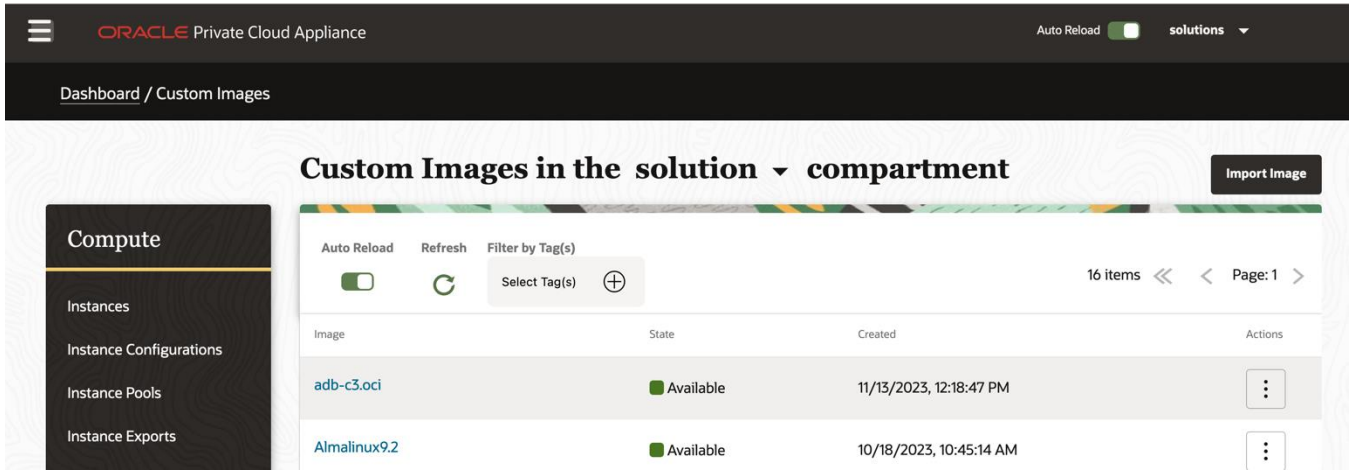 ORACLE Private Cloud Appliance
Auto Reload
solutions
Dashboard / Custom Images
Custom Images in the solution compartment
Import Image
Compute
Instances
Instance Configurations
Instance Pools
Instance Exports
Auto Reload Refresh Filter by Tag(s)
Select Tag(s)
16 items
Page: 1
Image State Created Actions
adb-c3.oci Available 11/13/2023, 12:18:47 PM
Almalinux9.2 Available 10/18/2023, 10:45:14 AM